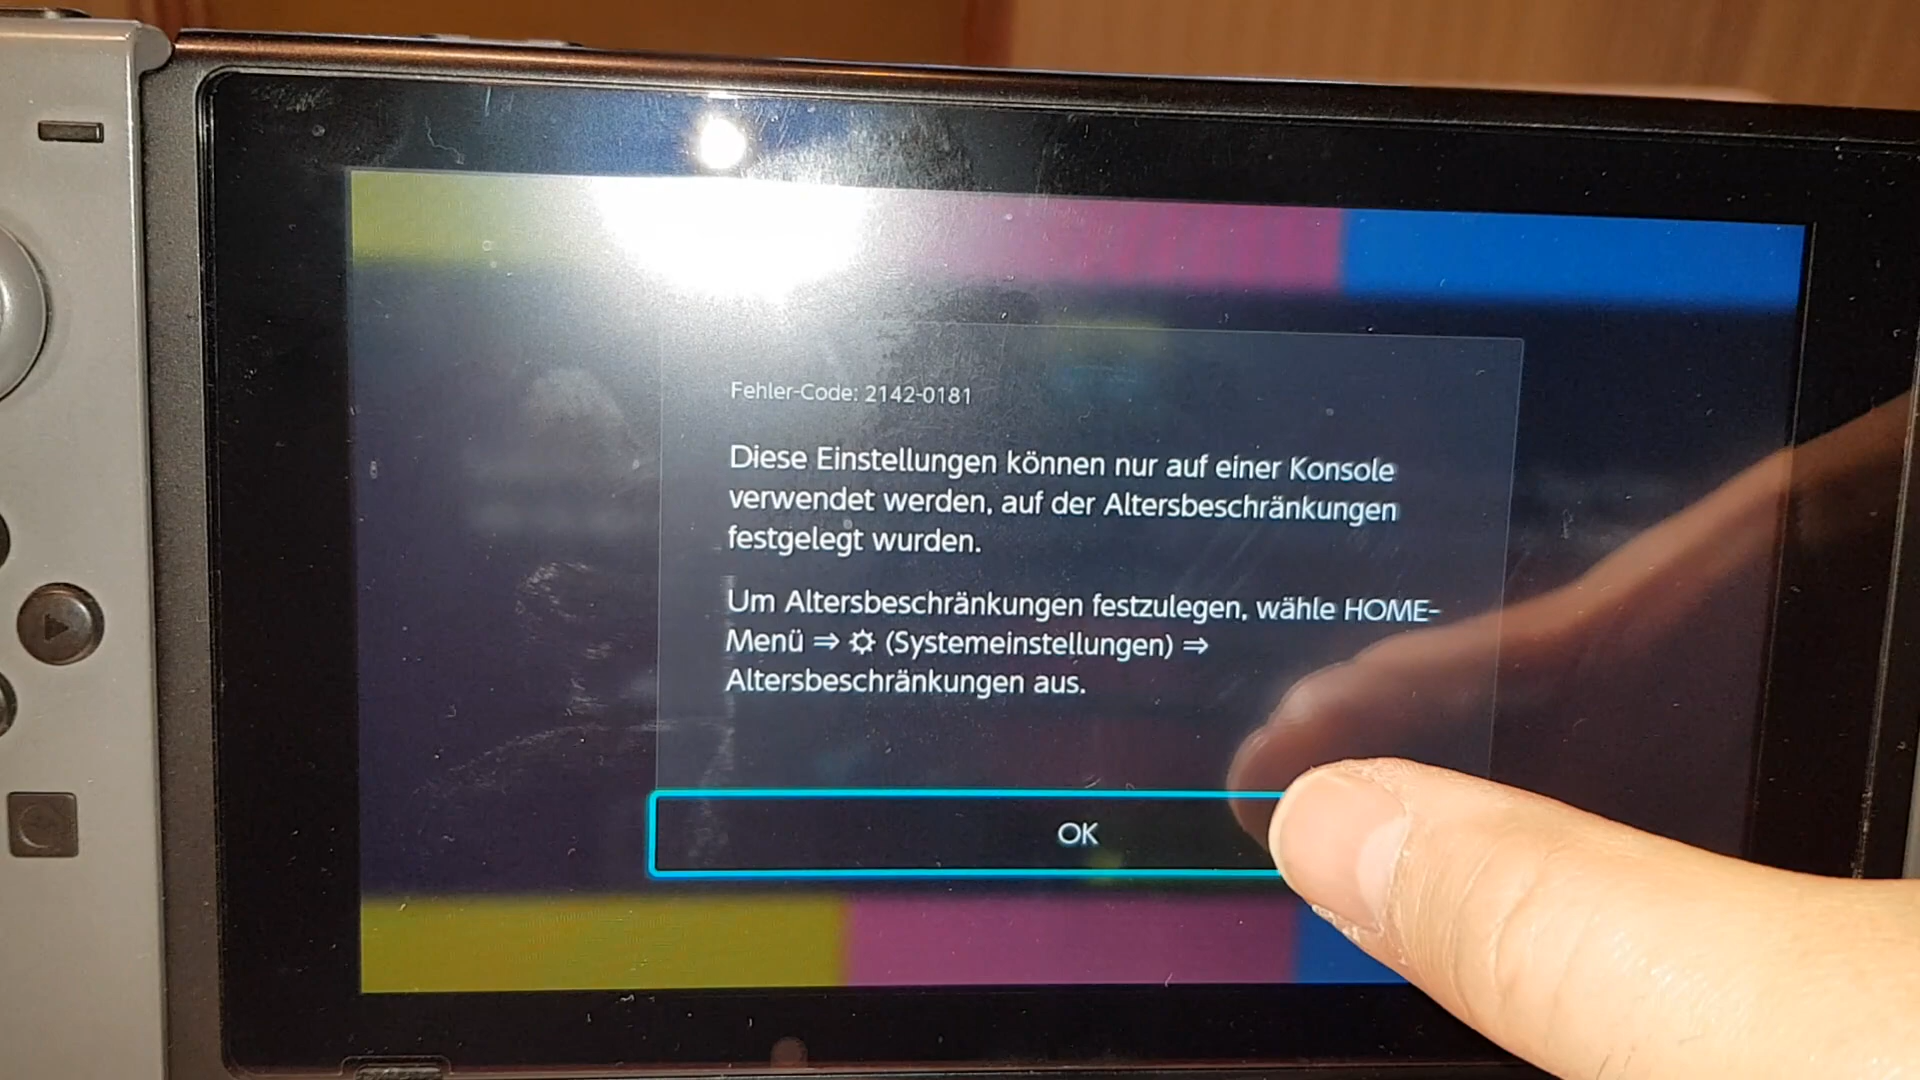 Fehler-Code: 2142-0181
Diese Einstellungen können nur auf einer Konsole
verwendet werden, auf der Altersbeschränkungen
festgelegt wurden.
Um Altersbeschränkungen festzulegen, wähle HOME-
Menü ⇒ ⚙ (Systemeinstellungen) ⇒
Altersbeschränkungen aus.
OK